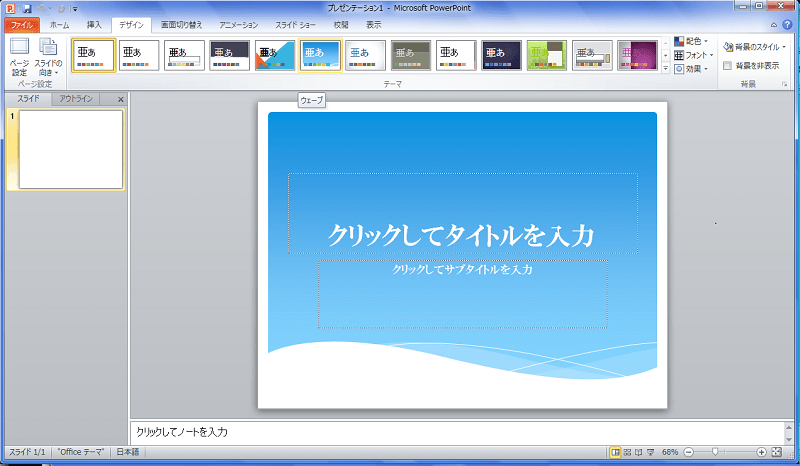 プレゼンテーション1 - Microsoft PowerPoint
ファイル ホーム 挿入 デザイン 画面切り替え アニメーション スライド ショー 校閲 表示
ページ設定 スライドの向き
亜あ 亜あ 亜あ 亜あ 亜あ 亜あ 亜あ 亜あ 亜あ 亜あ 亜あ 亜あ 亜あ
配色
フォント
効果
背景のスタイル
背景を非表示
ページ設定 テーマ 背景
スライド アウトライン
ウェーブ
1
クリックしてタイトルを入力
クリックしてサブタイトルを入力
クリックしてノートを入力
スライド 1/1 "Office テーマ" 日本語 68%